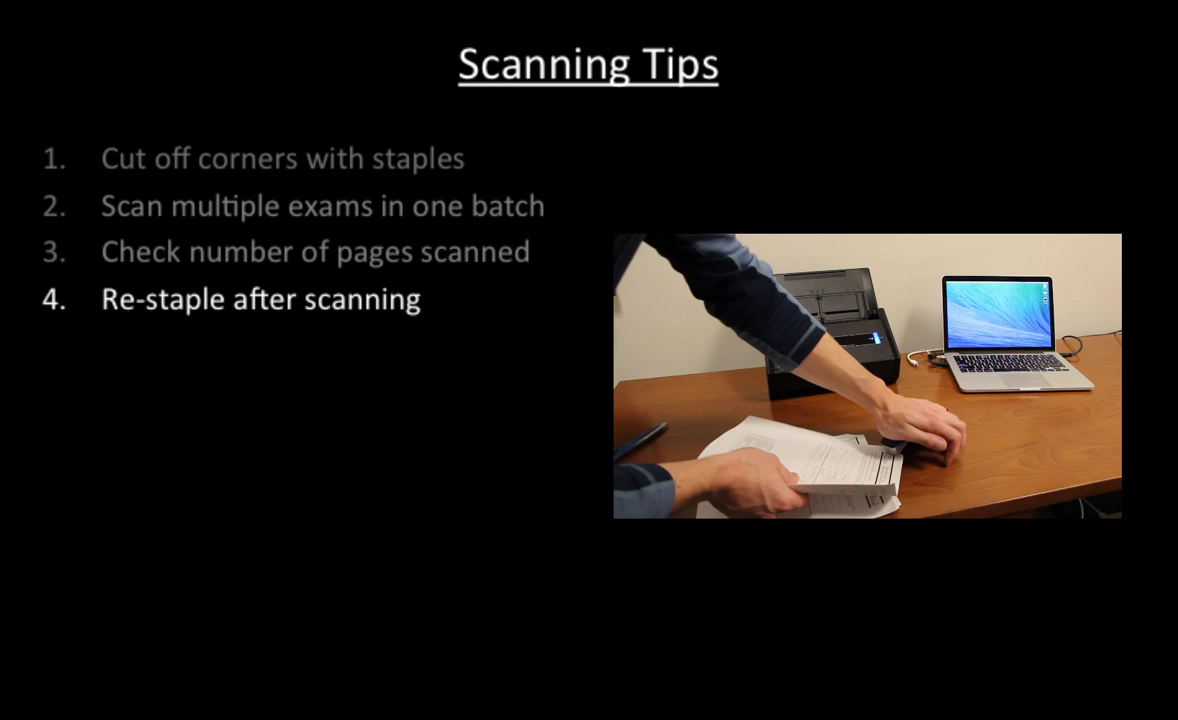 Scanning Tips
1. Cut off corners with staples
2. Scan multiple exams in one batch
3. Check number of pages scanned
4. Re-staple after scanning